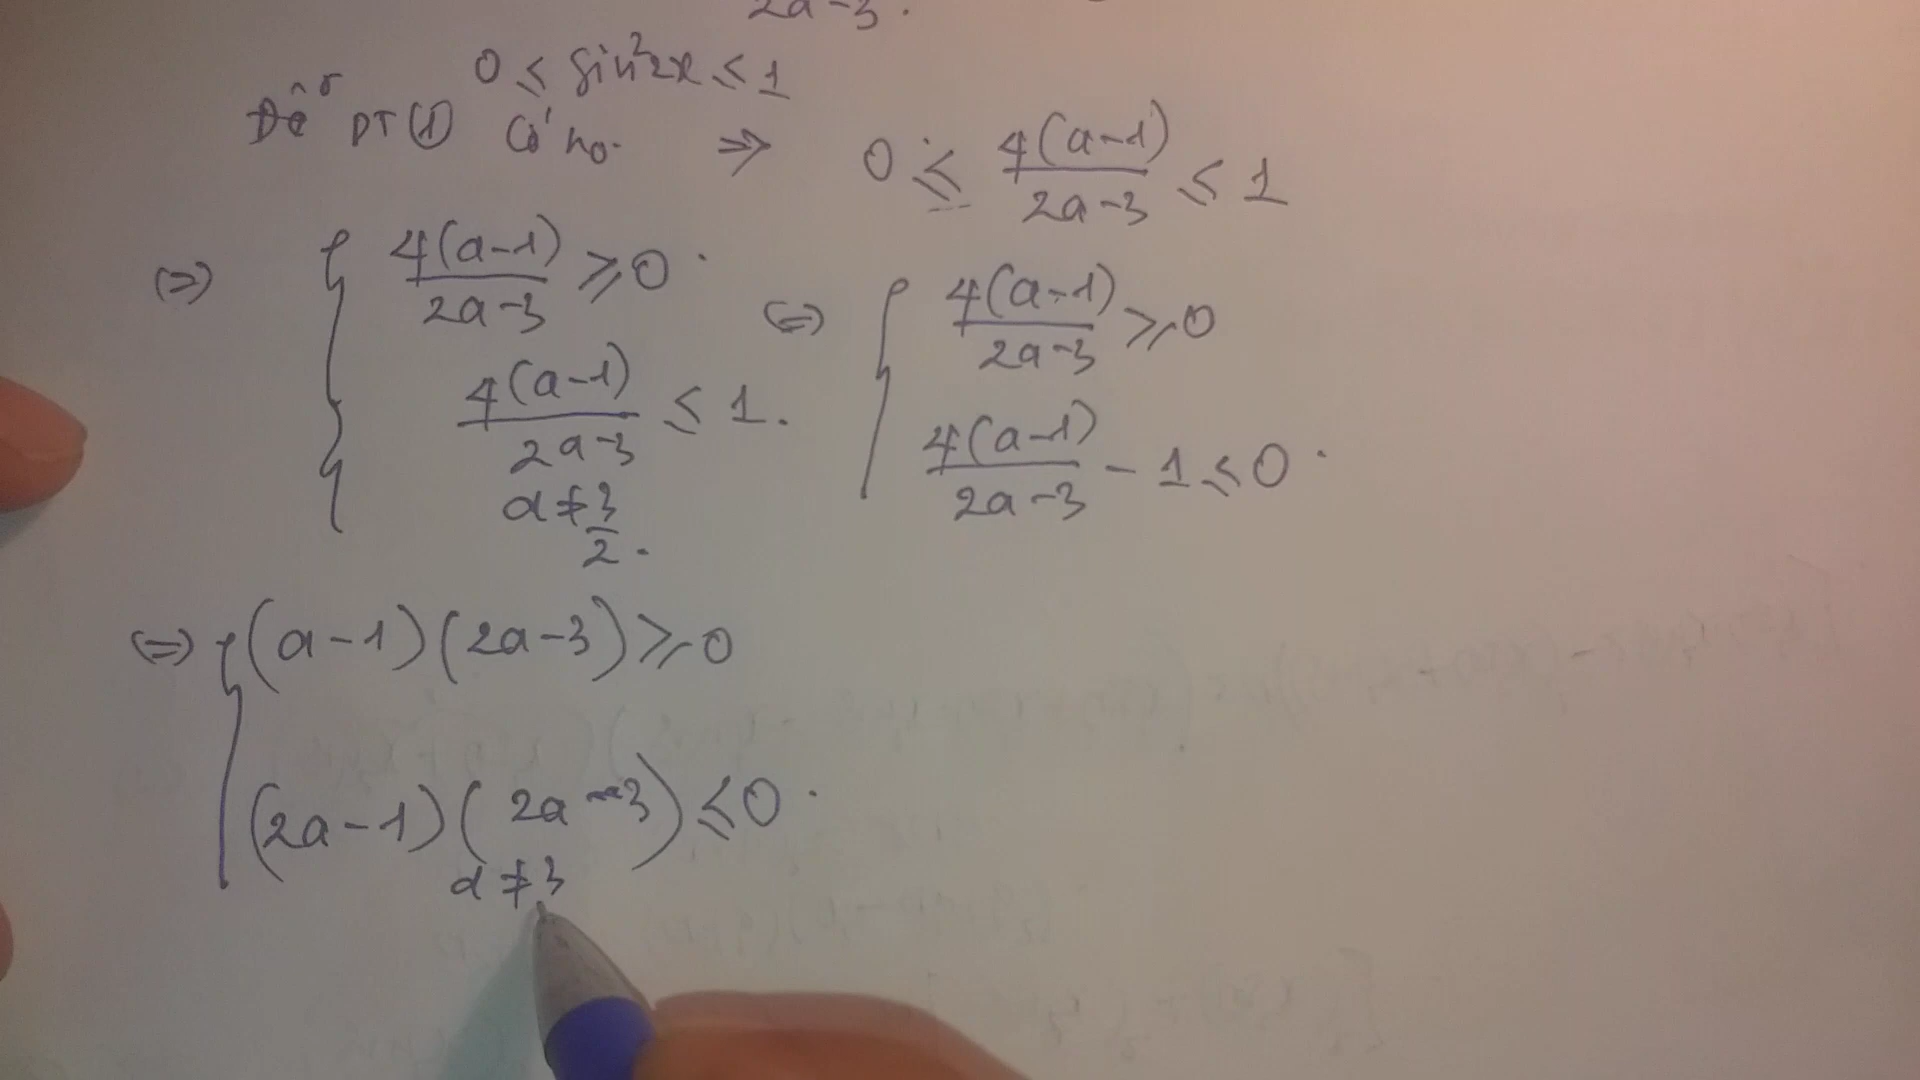 2a-3.
0 ≤ sin²2x ≤ 1
Để PT(1) có no. ⇒ 0 ≤ 4(a-1)/2a-3 ≤ 1
⇔ { 4(a-1)/2a-3 ≥ 0. ⇔ { 4(a-1)/2a-3 ≥ 0
4(a-1)/2a-3 ≤ 1. 4(a-1)/2a-3 - 1 ≤ 0.
a ≠ 3/2.
⇔ { (a-1)(2a-3) ≥ 0
(2a-1)(2a-3) ≤ 0.
a ≠ 3